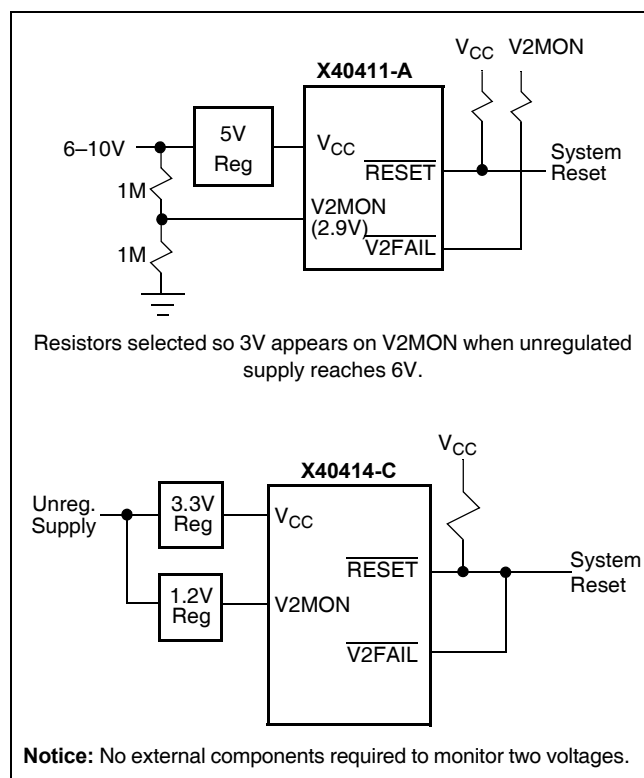 V_CC V2MON
X40411-A
5V
Reg
6–10V
V_CC
RESET
System
Reset
1M
V2MON
(2.9V)
V2FAIL
1M
Resistors selected so 3V appears on V2MON when unregulated
supply reaches 6V.
V_CC
X40414-C
Unreg.
Supply
3.3V
Reg
V_CC
RESET
System
Reset
1.2V
Reg
V2MON
V2FAIL
Notice: No external components required to monitor two voltages.